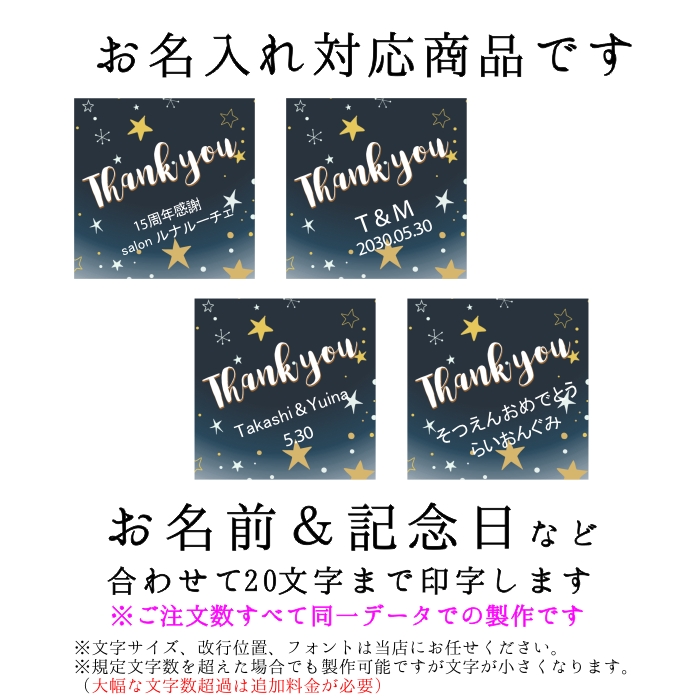 お名入れ対応商品です
Thank you
15周年感謝
salon ルナルーチェ
Thank you
T & M
2030.05.30
Thank you
Takashi & Yuina
5.30
Thank you
そつえんおめでとう
らいおんぐみ
お名前&記念日など
合わせて20文字まで印字します
※ご注文数すべて同一データでの製作です
※文字サイズ、改行位置、フォントは当店にお任せください。
※規定文字数を超えた場合でも製作可能ですが文字が小さくなります。
（大幅な文字数超過は追加料金が必要）